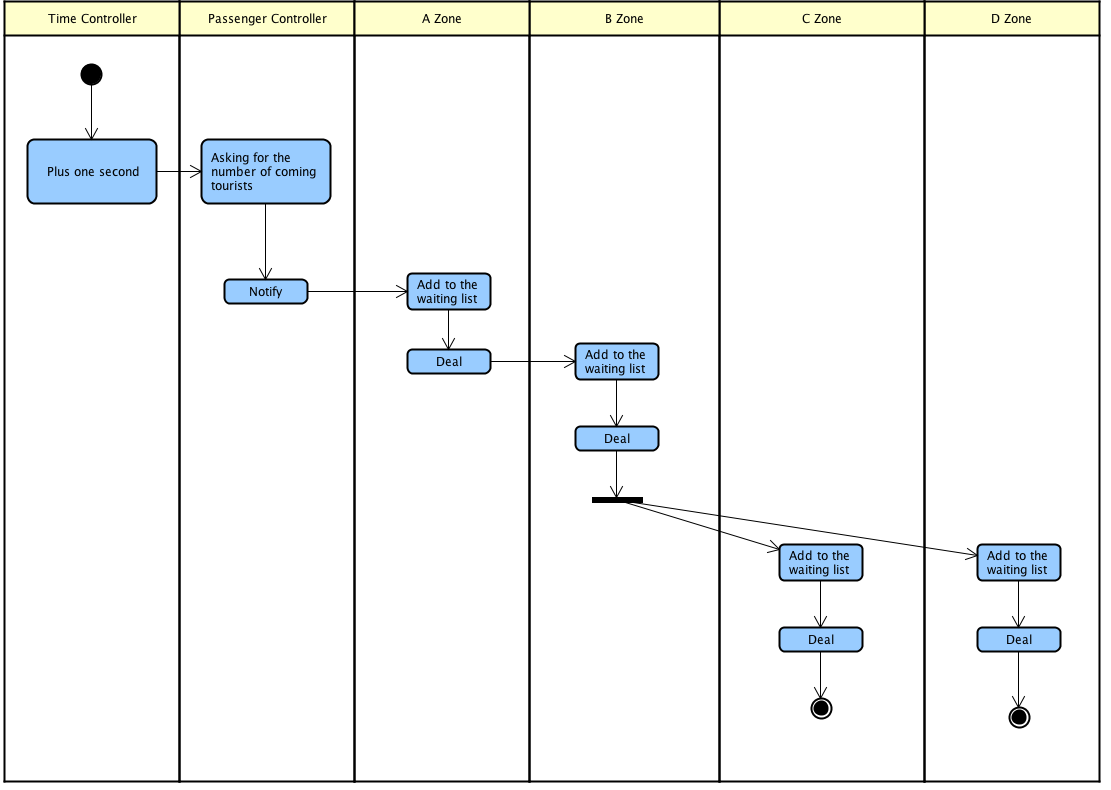 Time Controller
Passenger Controller
A Zone
B Zone
C Zone
D Zone
Plus one second
Asking for the
number of coming
tourists
Notify
Add to the
waiting list
Deal
Add to the
waiting list
Deal
Add to the
waiting list
Deal
Add to the
waiting list
Deal